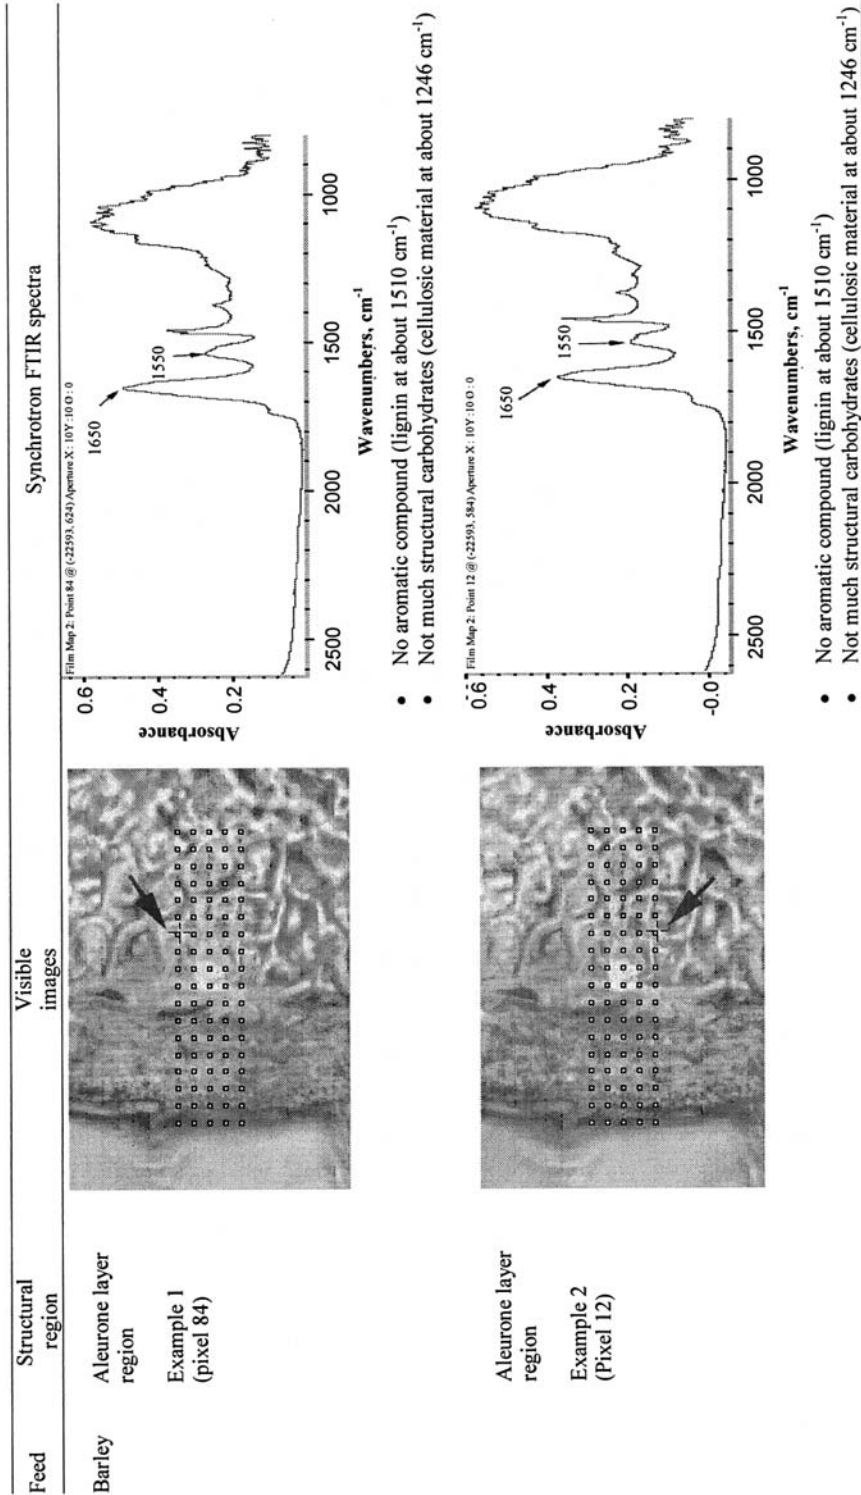 Feed
Structural
region
Visible
images
Synchrotron FTIR spectra
Barley
Aleurone layer
region
Example 1
(pixel 84)
Film Map 2: Point 84 @ (-22593, 624) Aperture X : 10Y :10 O : 0
Absorbance
0.6
0.4
0.2
1650
1550
2500
2000
1500
1000
Wavenumbers, cm-1
• No aromatic compound (lignin at about 1510 cm-1)
• Not much structural carbohydrates (cellulosic material at about 1246 cm-1)
Aleurone layer
region
Example 2
(Pixel 12)
Film Map 2: Point 12 @ (-22593, 584) Aperture X : 10Y :10 O : 0
Absorbance
0.6
0.4
0.2
-0.0
1650
1550
2500
2000
1500
1000
Wavenumbers, cm-1
• No aromatic compound (lignin at about 1510 cm-1)
• Not much structural carbohydrates (cellulosic material at about 1246 cm-1)